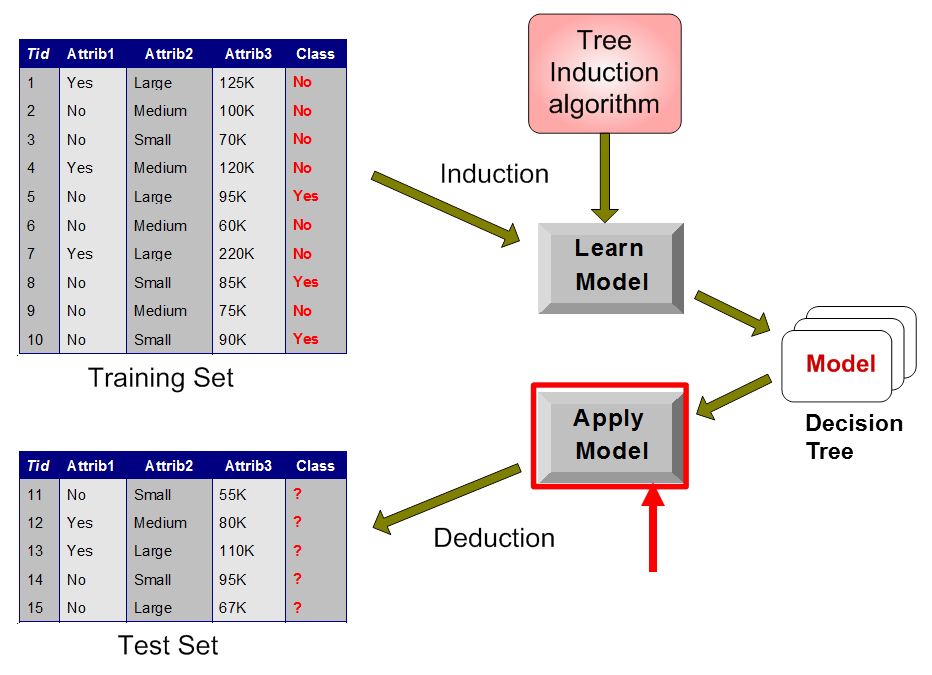 Tree
Induction
algorithm
Tid Attrib1 Attrib2 Attrib3 Class
1 Yes Large 125K No
2 No Medium 100K No
3 No Small 70K No
4 Yes Medium 120K No
5 No Large 95K Yes
6 No Medium 60K No
7 Yes Large 220K No
8 No Small 85K Yes
9 No Medium 75K No
10 No Small 90K Yes
Training Set
Induction
Learn
Model
Model
Decision
Tree
Apply
Model
Deduction
Tid Attrib1 Attrib2 Attrib3 Class
11 No Small 55K ?
12 Yes Medium 80K ?
13 Yes Large 110K ?
14 No Small 95K ?
15 No Large 67K ?
Test Set